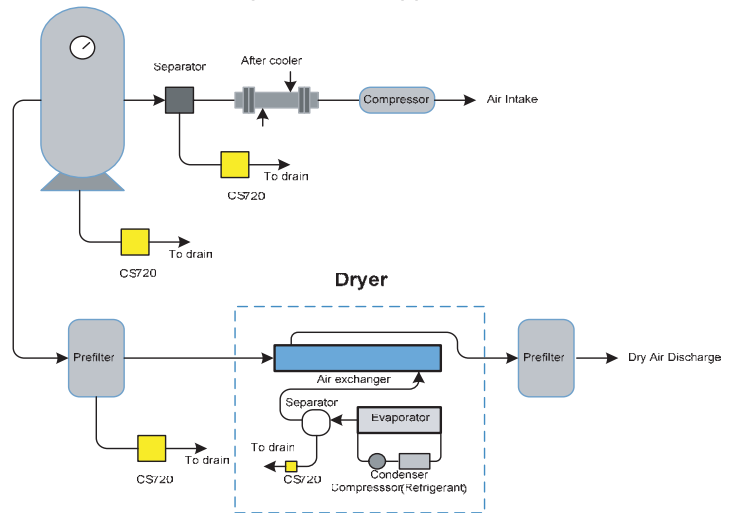 After cooler
Separator
Compressor
Air Intake
To drain
CS720
To drain
CS720
Dryer
Prefilter
Prefilter
Dry Air Discharge
Air exchanger
Separator
Evaporator
To drain
To drain
CS720
CS720
Condenser
Compresssor(Refrigerant)